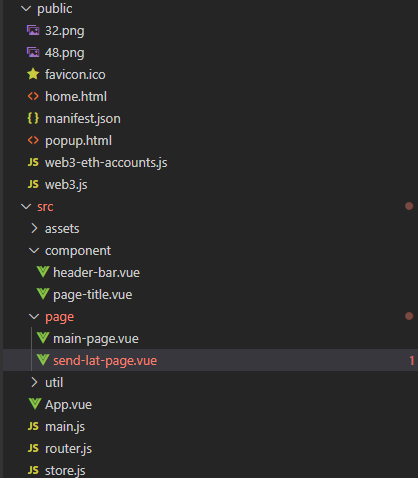 public
32.png
48.png
favicon.ico
<> home.html
{} manifest.json
<> popup.html
JS web3-eth-accounts.js
JS web3.js
src
assets
component
header-bar.vue
page-title.vue
page
main-page.vue
send-lat-page.vue 1
util
App.vue
JS main.js
JS router.js
JS store.js